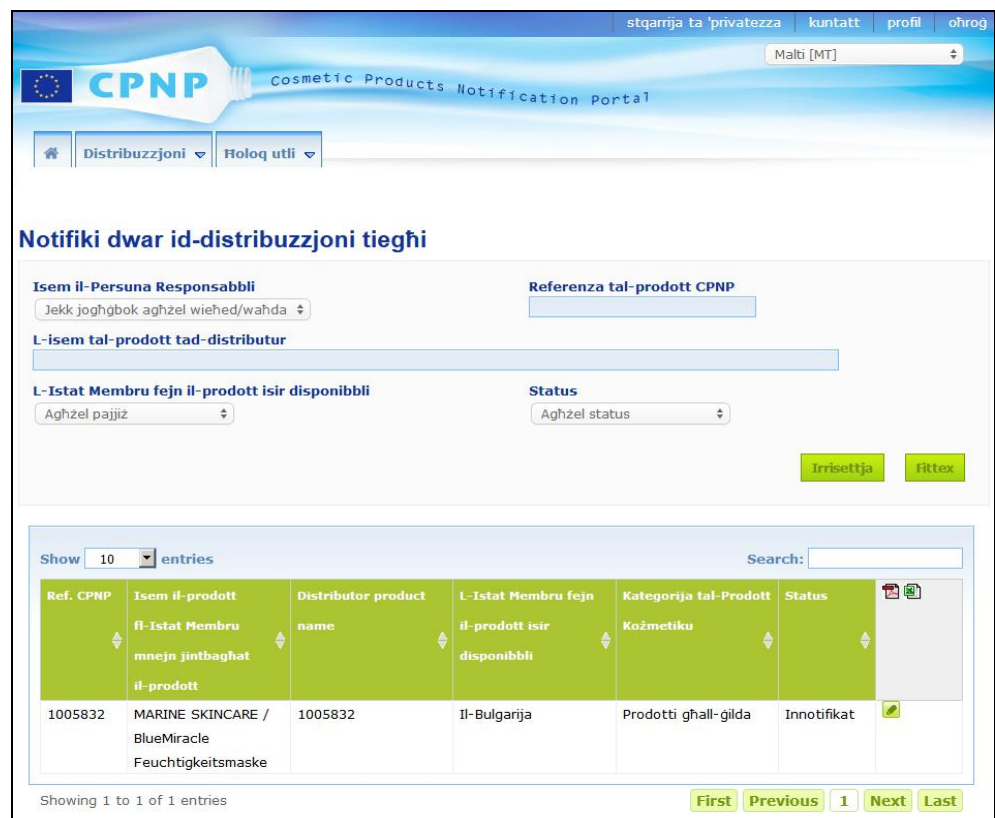 stqarrija ta 'privatezza kuntatt profil oħroġ
Malti [MT]
CPNP Cosmetic Products Notification Portal
Distribuzzjoni Ħoloq utli
Notifiki dwar id-distribuzzjoni tiegħi
Isem il-Persuna Responsabbli Referenza tal-prodott CPNP
Jekk jogħġbok agħżel wieħed/waħda
L-isem tal-prodott tad-distributur
L-Istat Membru fejn il-prodott isir disponibbli Status
Agħżel pajjiż Agħżel status
Irrisettja Fittex
Show 10 entries Search:
Ref. CPNP Isem il-prodott Distributor product L-Istat Membru fejn Kategorija tal-Prodott Status
fl-Istat Membru name il-prodott isir Kożmetiku
mnejn jintbagħat disponibbli
il-prodott
1005832 MARINE SKINCARE / 1005832 Il-Bulgarija Prodotti għall-ġilda Innotifikat
BlueMiracle
Feuchtigkeitsmaske
Showing 1 to 1 of 1 entries First Previous 1 Next Last